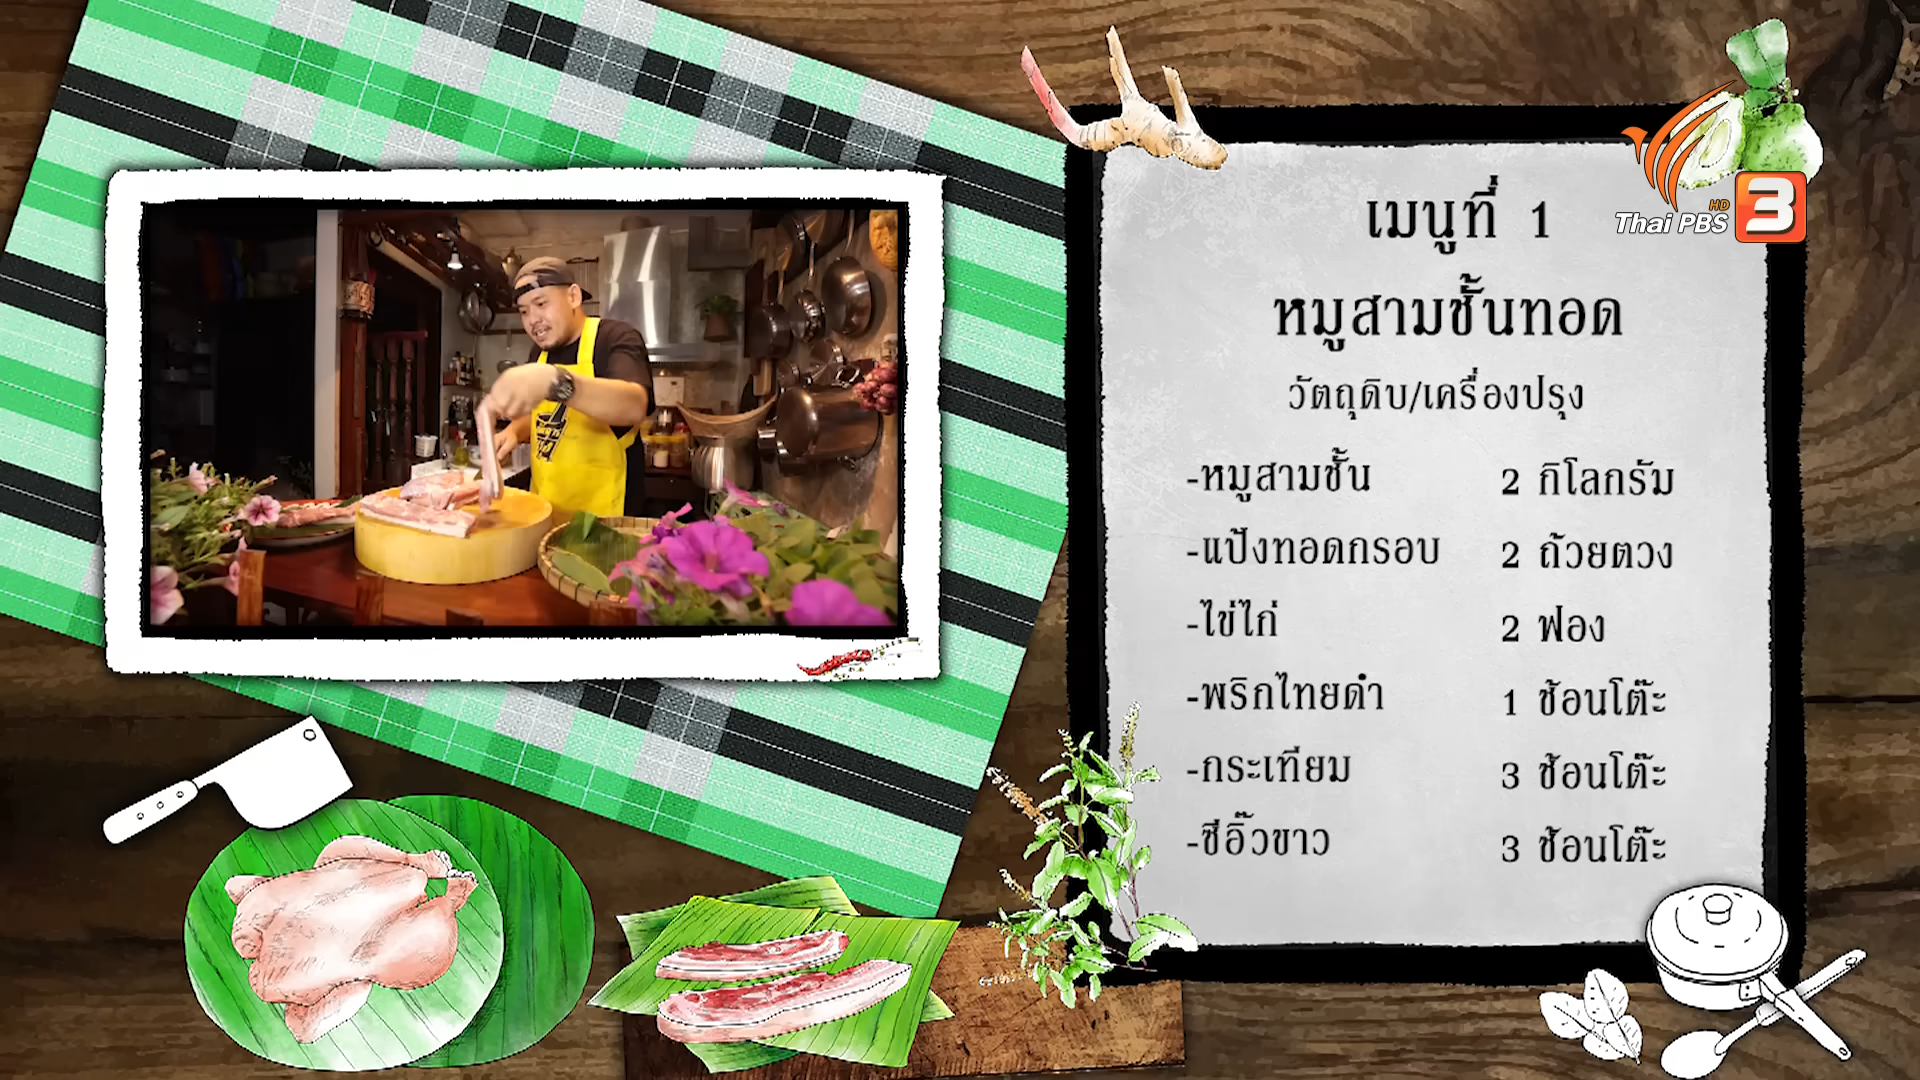 เมนูที่ 1
หมูสามชั้นทอด
วัตถุดิบ/เครื่องปรุง
-หมูสามชั้น 2 กิโลกรัม
-แป้งทอดกรอบ 2 ถ้วยตวง
-ไข่ไก่ 2 ฟอง
-พริกไทยดำ 1 ช้อนโต๊ะ
-กระเทียม 3 ช้อนโต๊ะ
-ซีอิ๊วขาว 3 ช้อนโต๊ะ
HD
Thai PBS 3